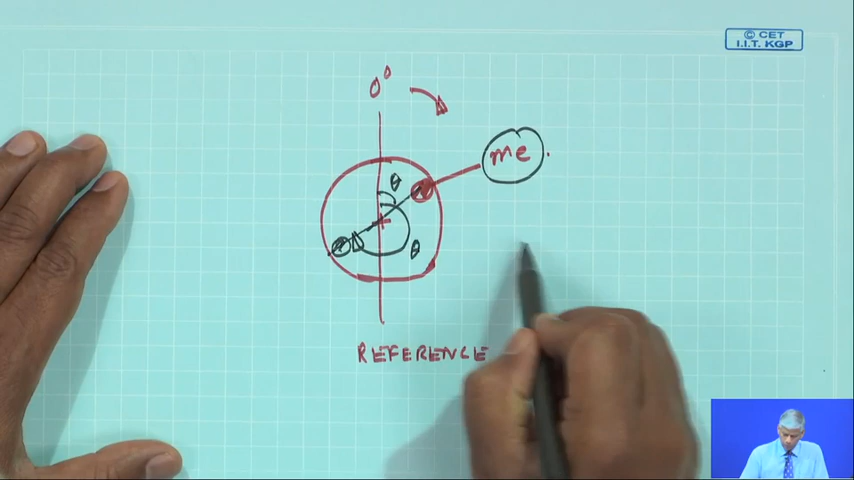 © CET
I.I.T. KGP
0°
me.
θ
θ
REFERENCE